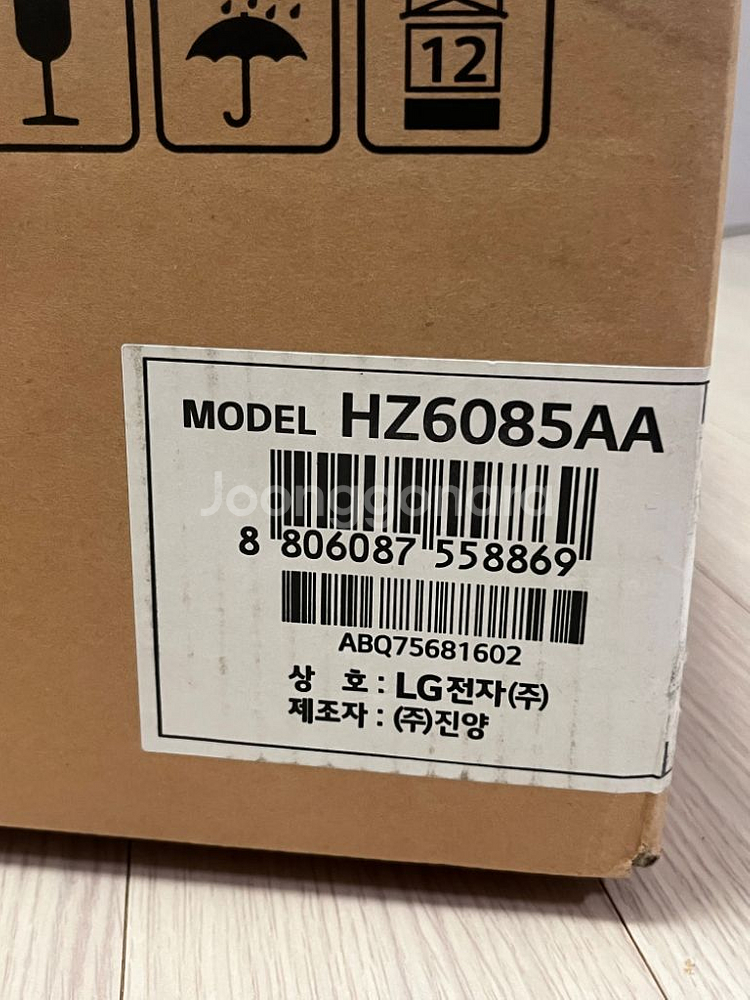 12
MODEL HZ6085AA
Joonggonara
8 806087 558869
ABQ75681602
상 호 : LG전자(주)
제조자 : (주)진양